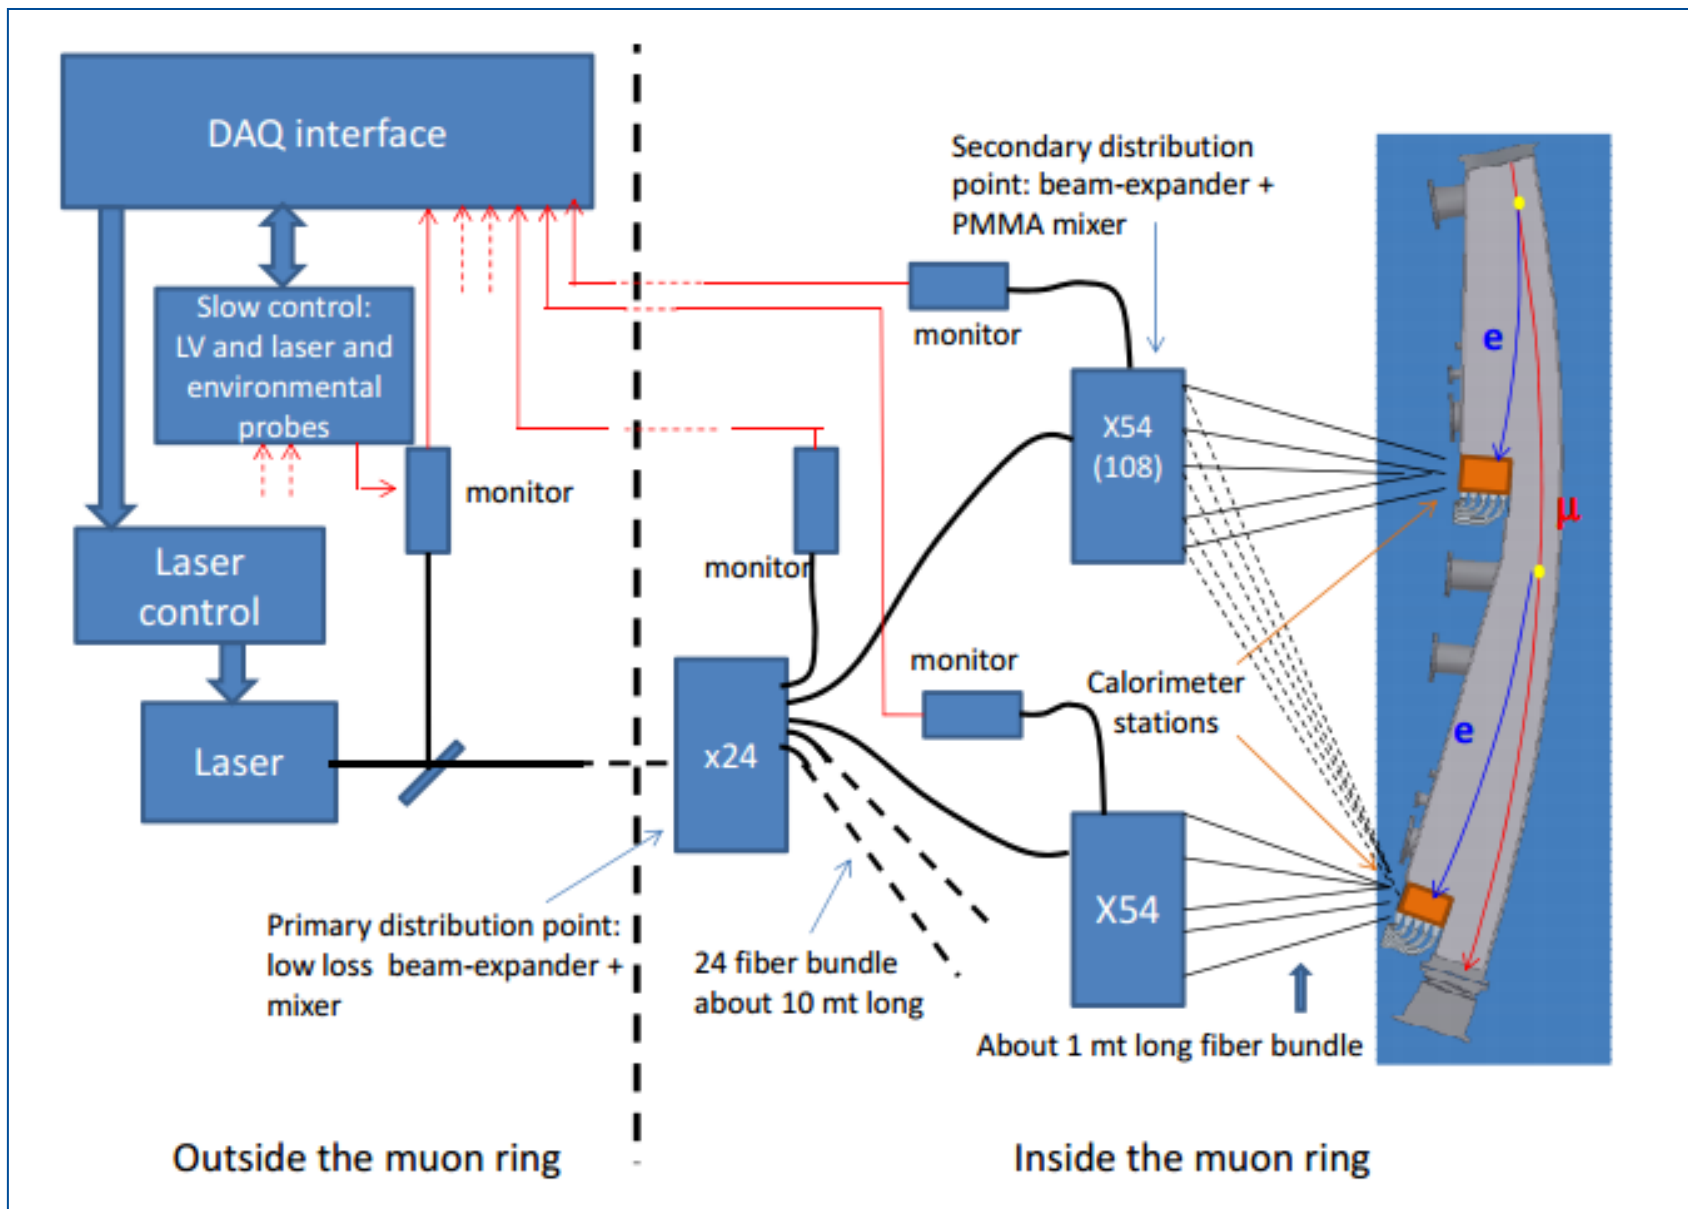 DAQ interface
Slow control:
LV and laser and
environmental
probes
monitor
Laser
control
Laser
Primary distribution point:
low loss beam-expander +
mixer
Outside the muon ring
Secondary distribution
point: beam-expander +
PMMA mixer
monitor
X54
(108)
monitor
monitor
x24
Calorimeter
stations
X54
24 fiber bundle
about 10 mt long
About 1 mt long fiber bundle
e
μ
e
Inside the muon ring